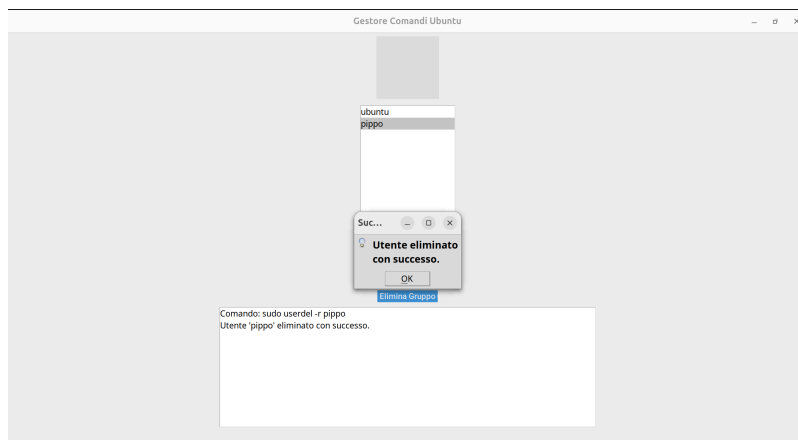 Gestore Comandi Ubuntu
ubuntu
pippo
Suc...
Utente eliminato
con successo.
OK
Elimina Gruppo
Comando: sudo userdel -r pippo
Utente 'pippo' eliminato con successo.